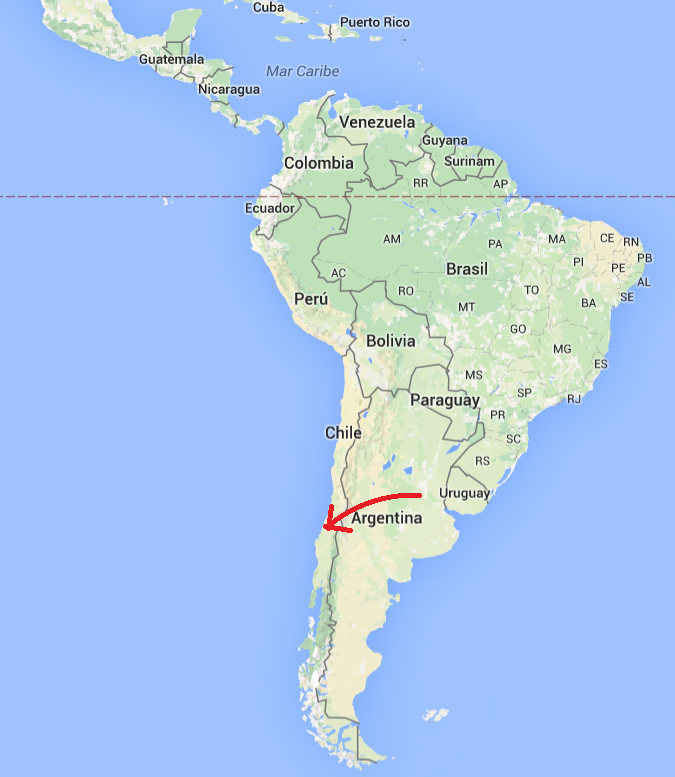 Cuba
Puerto Rico
Guatemala
Mar Caribe
Nicaragua
Venezuela
Guyana
Colombia
Surinam
RR
AP
Ecuador
AM
PA
MA
CE
RN
PB
PI
PE
AC
Brasil
AL
RO
TO
SE
Perú
MT
BA
GO
Bolivia
MG
ES
MS
SP
RJ
Paraguay
PR
Chile
SC
RS
Uruguay
Argentina